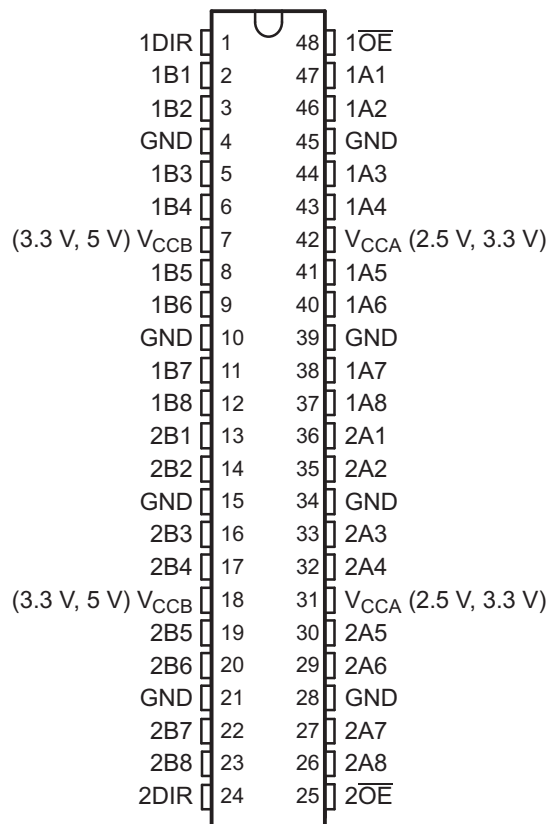 1DIR 1 48 1O̅E̅
1B1 2 47 1A1
1B2 3 46 1A2
GND 4 45 GND
1B3 5 44 1A3
1B4 6 43 1A4
(3.3 V, 5 V) VCCB 7 42 VCCA (2.5 V, 3.3 V)
1B5 8 41 1A5
1B6 9 40 1A6
GND 10 39 GND
1B7 11 38 1A7
1B8 12 37 1A8
2B1 13 36 2A1
2B2 14 35 2A2
GND 15 34 GND
2B3 16 33 2A3
2B4 17 32 2A4
(3.3 V, 5 V) VCCB 18 31 VCCA (2.5 V, 3.3 V)
2B5 19 30 2A5
2B6 20 29 2A6
GND 21 28 GND
2B7 22 27 2A7
2B8 23 26 2A8
2DIR 24 25 2O̅E̅